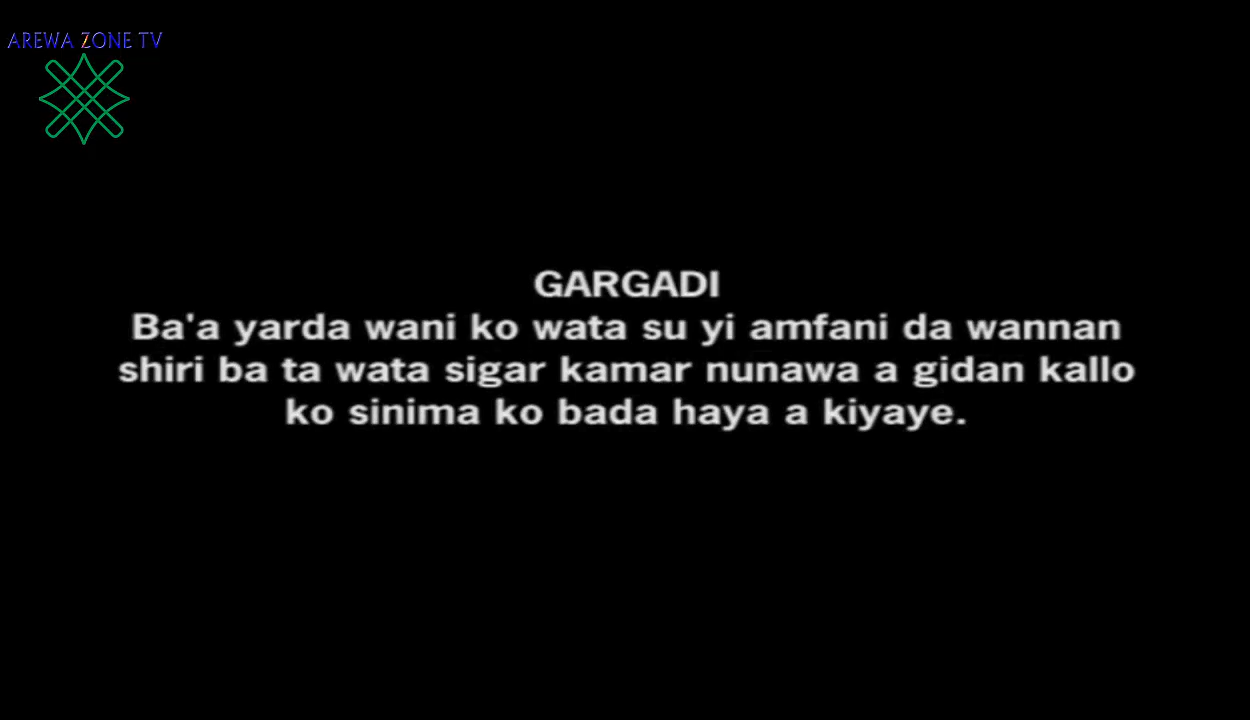 AREWA ZONE TV
GARGADI
Ba'a yarda wani ko wata su yi amfani da wannan
shiri ba ta wata sigar kamar nunawa a gidan kallo
ko sinima ko bada haya a kiyaye.